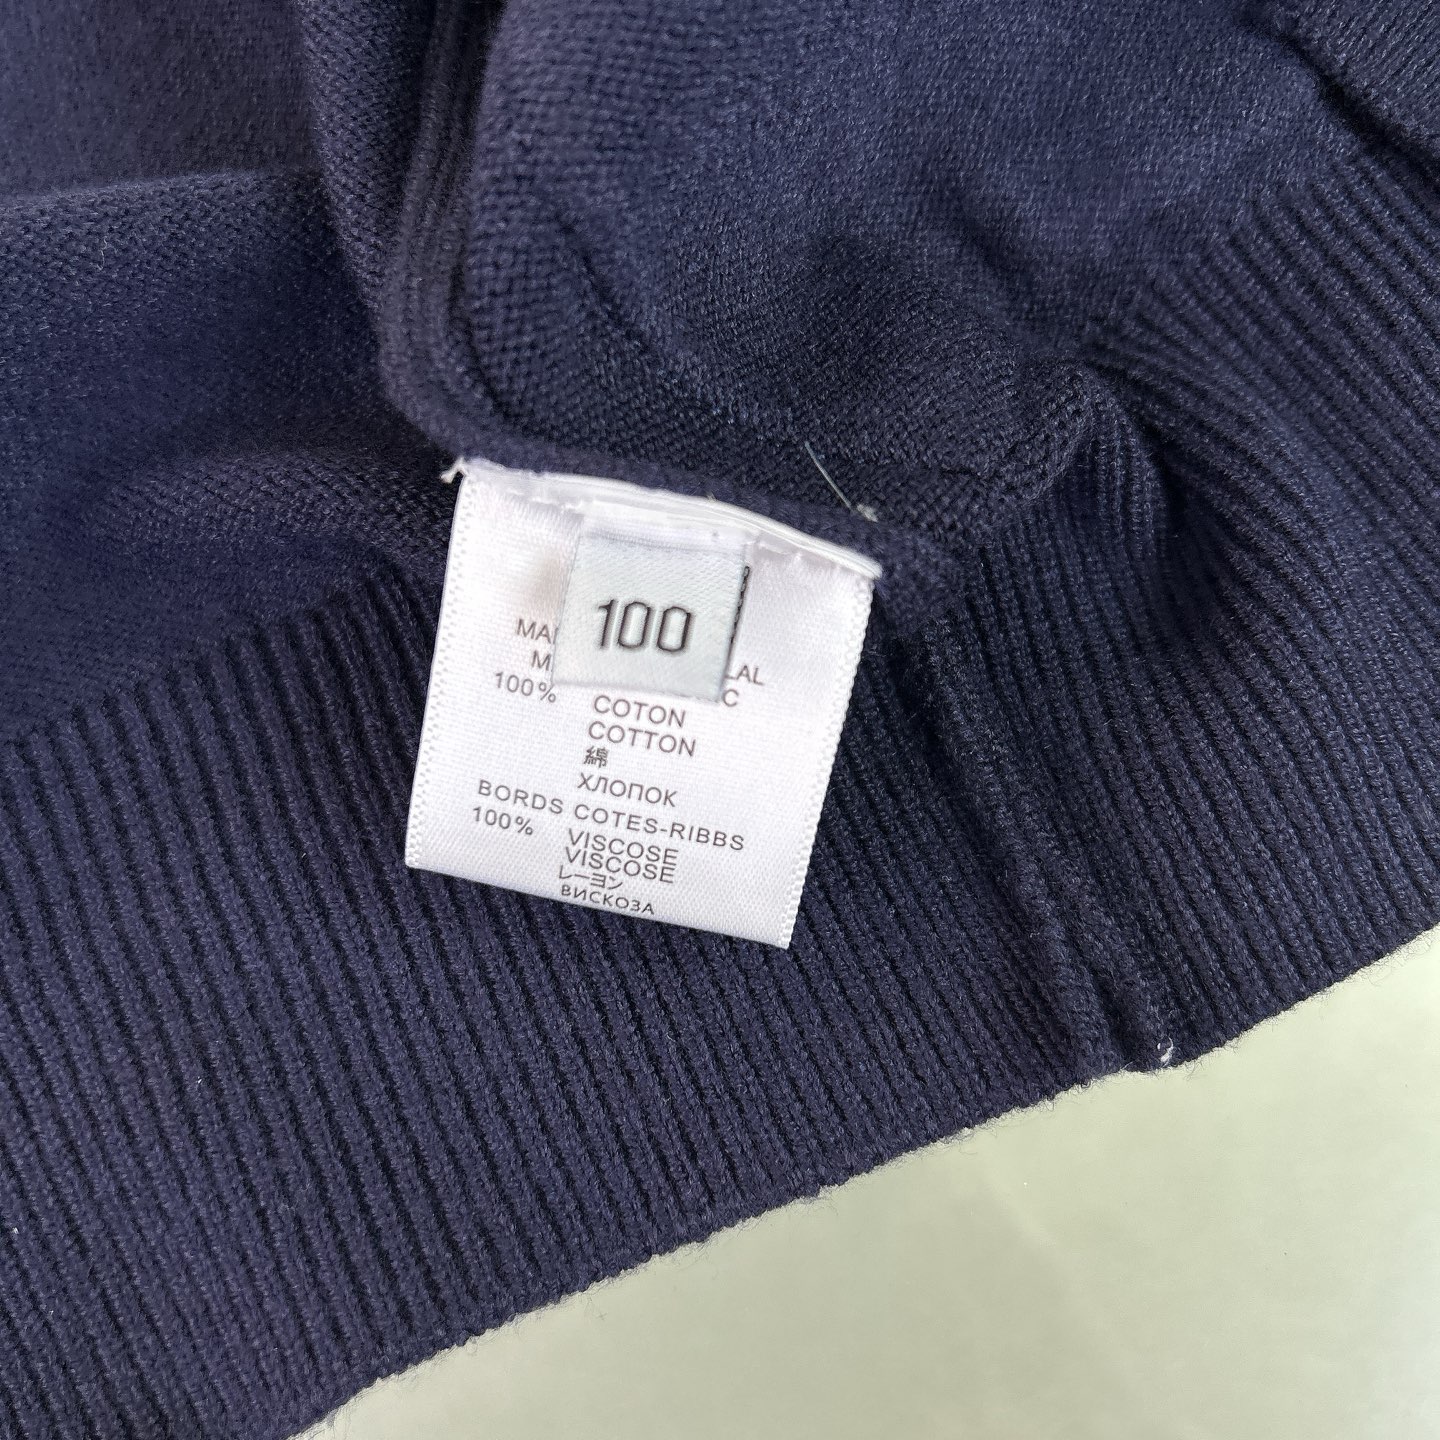 100
100%
COTON
COTTON
綿
ХЛОПОК
BORDS COTES-RIBBS
100% VISCOSE
VISCOSE
レーヨン
ВИСКОЗА